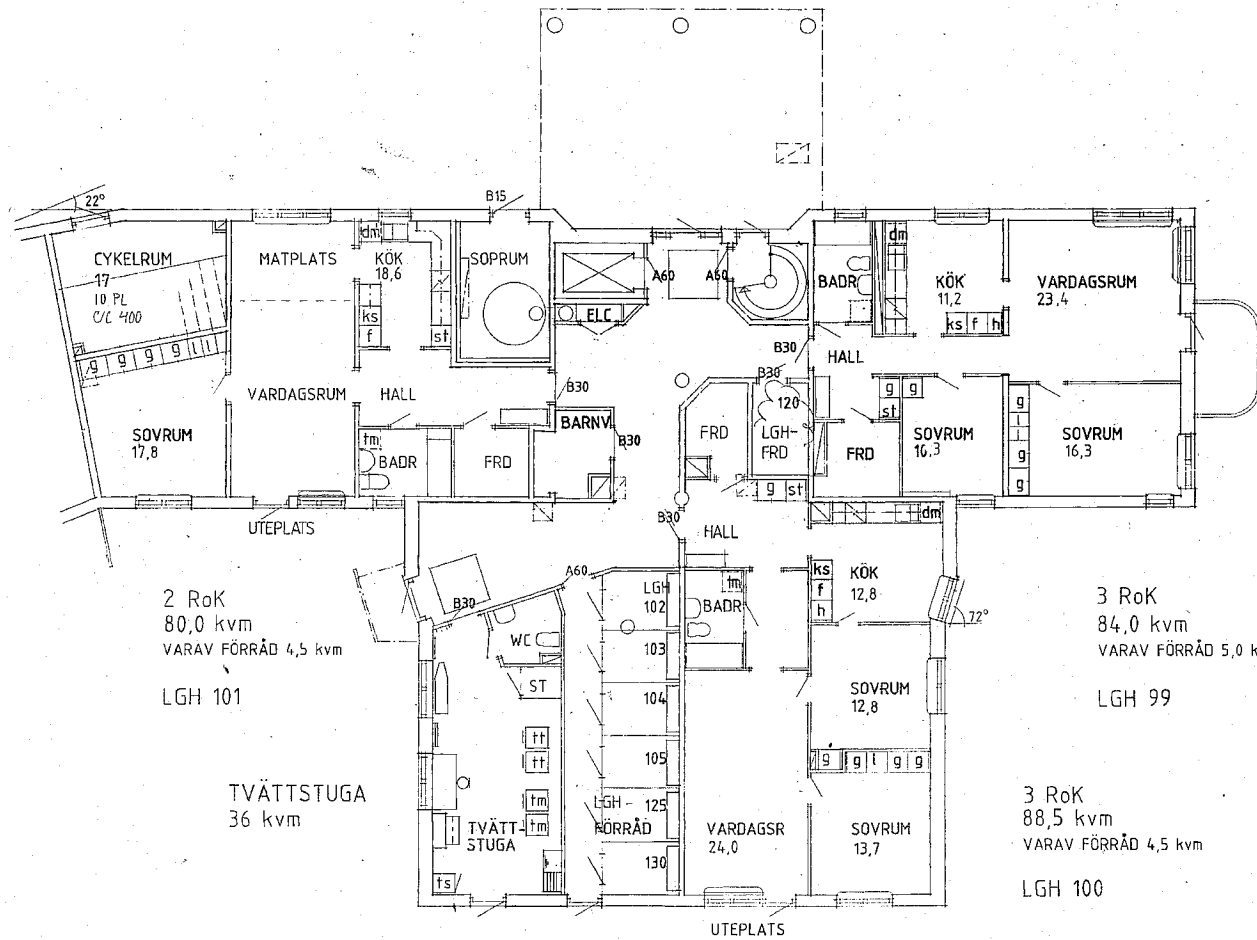 22°
B15
CYKELRUM
17
10 PL
C/C 400
MATPLATS
dm
KÖK
18,6
ks
f
st
SOPRUM
A60
A60
ELC
BADR
dm
KÖK
11,2
ks f h
VARDAGSRUM
23,4
g g g g l l
VARDAGSRUM
HALL
B30
B30
B30
HALL
SOVRUM
17,8
tm
BADR
FRD
BARNV
B30
FRD
120
LGH-
FRD
g g
st
FRD
SOVRUM
10,3
g
l
l
g
g
SOVRUM
16,3
UTEPLATS
g st
B30
HALL
dm
2 RoK
80,0 kvm
VARAV FÖRRÅD 4,5 kvm
LGH 101
A60
B30
WC
ST
LGH
102
103
104
105
125
130
LGH-
FÖRRÅD
tm
BADR
ks
f
h
KÖK
12,8
72°
3 RoK
84,0 kvm
VARAV FÖRRÅD 5,0 k
LGH 99
SOVRUM
12,8
g g l g g
TVÄTTSTUGA
36 kvm
tt
tt
tm
tm
TVÄTT-
STUGA
ts
VARDAGSR
24,0
SOVRUM
13,7
3 RoK
88,5 kvm
VARAV FÖRRÅD 4,5 kvm
LGH 100
UTEPLATS